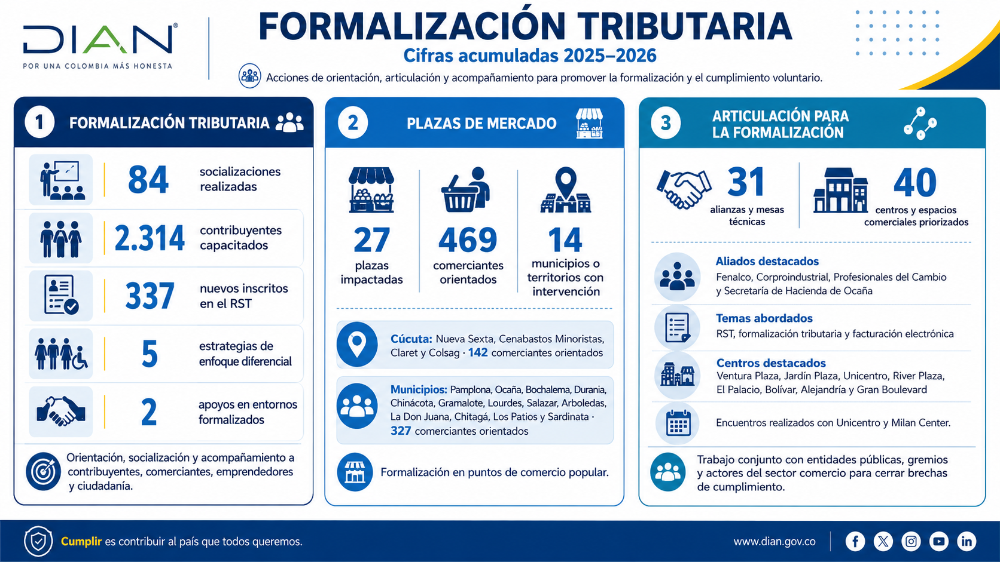 DIAN®
POR UNA COLOMBIA MÁS HONESTA
FORMALIZACIÓN TRIBUTARIA
Cifras acumuladas 2025–2026
Acciones de orientación, articulación y acompañamiento para promover la formalización y el cumplimiento voluntario.
1 FORMALIZACIÓN TRIBUTARIA
84
socializaciones
realizadas
2.314
contribuyentes
capacitados
337
nuevos inscritos
en el RST
5
estrategias de
enfoque diferencial
2
apoyos en entornos
formalizados
Orientación, socialización y acompañamiento a
contribuyentes, comerciantes, emprendedores
y ciudadanía.
2 PLAZAS DE MERCADO
27
plazas
impactadas
469
comerciantes
orientados
14
municipios o
territorios con
intervención
Cúcuta: Nueva Sexta, Cenabastos Minoristas,
Claret y Colsag · 142 comerciantes orientados
Municipios: Pamplona, Ocaña, Bochalema, Durania,
Chinácota, Gramalote, Lourdes, Salazar, Arboledas,
La Don Juana, Chitagá, Los Patios y Sardinata ·
327 comerciantes orientados
Formalización en puntos de comercio popular.
3 ARTICULACIÓN PARA
LA FORMALIZACIÓN
31
alianzas y mesas
técnicas
40
centros y espacios
comerciales priorizados
Aliados destacados
Fenalco, Corproindustrial, Profesionales del Cambio
y Secretaría de Hacienda de Ocaña
Temas abordados
RST, formalización tributaria y facturación electrónica
Centros destacados
Ventura Plaza, Jardín Plaza, Unicentro, River Plaza,
El Palacio, Bolívar, Alejandría y Gran Boulevard
Encuentros realizados con Unicentro y Milan Center.
Trabajo conjunto con entidades públicas, gremios
y actores del sector comercio para cerrar brechas
de cumplimiento.
Cumplir es contribuir al país que todos queremos.
www.dian.gov.co